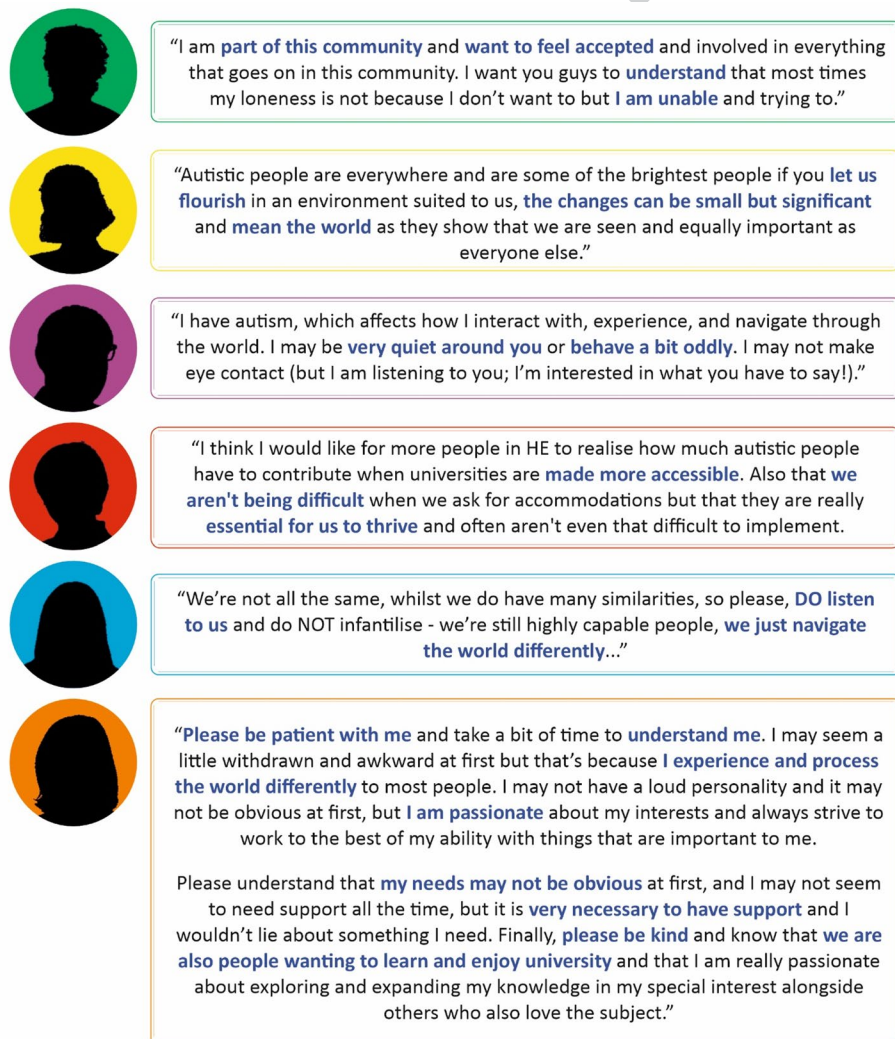 “I am part of this community and want to feel accepted and involved in everything
that goes on in this community. I want you guys to understand that most times
my loneness is not because I don’t want to but I am unable and trying to.”
“Autistic people are everywhere and are some of the brightest people if you let us
flourish in an environment suited to us, the changes can be small but significant
and mean the world as they show that we are seen and equally important as
everyone else.”
“I have autism, which affects how I interact with, experience, and navigate through
the world. I may be very quiet around you or behave a bit oddly. I may not make
eye contact (but I am listening to you; I’m interested in what you have to say!).”
“I think I would like for more people in HE to realise how much autistic people
have to contribute when universities are made more accessible. Also that we
aren't being difficult when we ask for accommodations but that they are really
essential for us to thrive and often aren't even that difficult to implement.
“We’re not all the same, whilst we do have many similarities, so please, DO listen
to us and do NOT infantilise - we’re still highly capable people, we just navigate
the world differently...”
“Please be patient with me and take a bit of time to understand me. I may seem a
little withdrawn and awkward at first but that’s because I experience and process
the world differently to most people. I may not have a loud personality and it may
not be obvious at first, but I am passionate about my interests and always strive to
work to the best of my ability with things that are important to me.
Please understand that my needs may not be obvious at first, and I may not seem
to need support all the time, but it is very necessary to have support and I
wouldn’t lie about something I need. Finally, please be kind and know that we are
also people wanting to learn and enjoy university and that I am really passionate
about exploring and expanding my knowledge in my special interest alongside
others who also love the subject.”